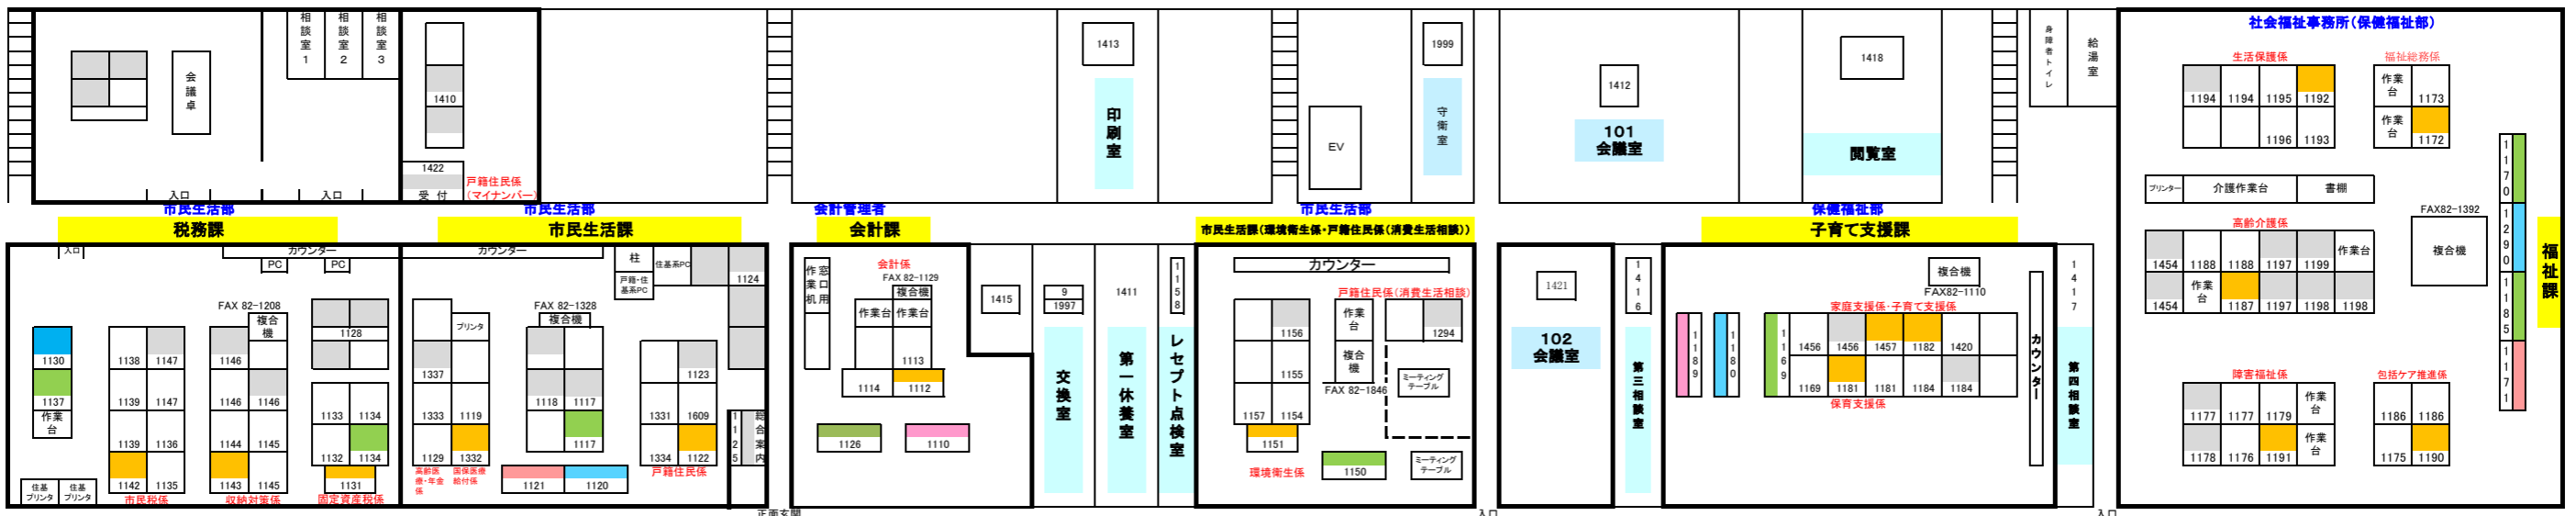 相談室1
相談室2
相談室3
会議卓
1410
1422
受付
戸籍住民係
(マイナンバー)
入口
入口
1413
印刷室
1999
守衛室
EV
1412
101
会議室
1418
閲覧室
身障者トイレ
給湯室
社会福祉事務所(保健福祉部)
生活保護係
福祉総務係
1194 1194 1195 1192
1196 1193
作業台 1173
作業台 1172
プリンター 介護作業台 書棚
高齢介護係
1454 1188 1188 1197 1199 作業台
1454 作業台 1187 1197 1198 1198
FAX82-1392
複合機
1170
1290
1185
1171
福祉課
障害福祉係
1177 1177 1179 作業台
1178 1176 1191 作業台
包括ケア推進係
1186 1186
1175 1190
市民生活部
税務課
市民生活部
市民生活課
会計管理者
会計課
市民生活部
市民生活課(環境衛生係・戸籍住民係(消費生活相談))
保健福祉部
子育て支援課
入口
カウンター
PC
PC
1130
1137
作業台
住基プリンタ
住基プリンタ
1138 1147
1139 1147
1139 1136
1142 1135
市民税係
FAX 82-1208
複合機
1146
1146 1146
1144 1145
1143 1145
収納対策係
1128
1133 1134
1132 1134
1131
固定資産税係
カウンター
柱
戸籍・住基系PC
住基系PC
1124
プリンタ
1337
1333 1119
1129 1332
高齢医療・年金係
国保医療給付係
FAX 82-1328
複合機
1118 1117
1117
1121 1120
1123
1331 1609
1334 1122
戸籍住民係
1125
総合案内
正面玄関
窓口用作業机
会計係
FAX 82-1129
複合機
作業台 作業台
1113
1114 1112
1126
1110
1415
9
1997
交換室
1411
第一休養室
1158
レセプト点検室
カウンター
戸籍住民係(消費生活相談)
1156
1155
1157 1154
1151
環境衛生係
作業台
複合機
FAX 82-1846
1294
ミーティングテーブル
ミーティングテーブル
1150
入口
1421
102
会議室
1416
第三相談室
1189
1180
複合機
FAX82-1110
家庭支援係・子育て支援係
1169
1456 1456 1457 1182 1420
1169 1181 1181 1184 1184
保育支援係
カウンター
1417
第四相談室
入口